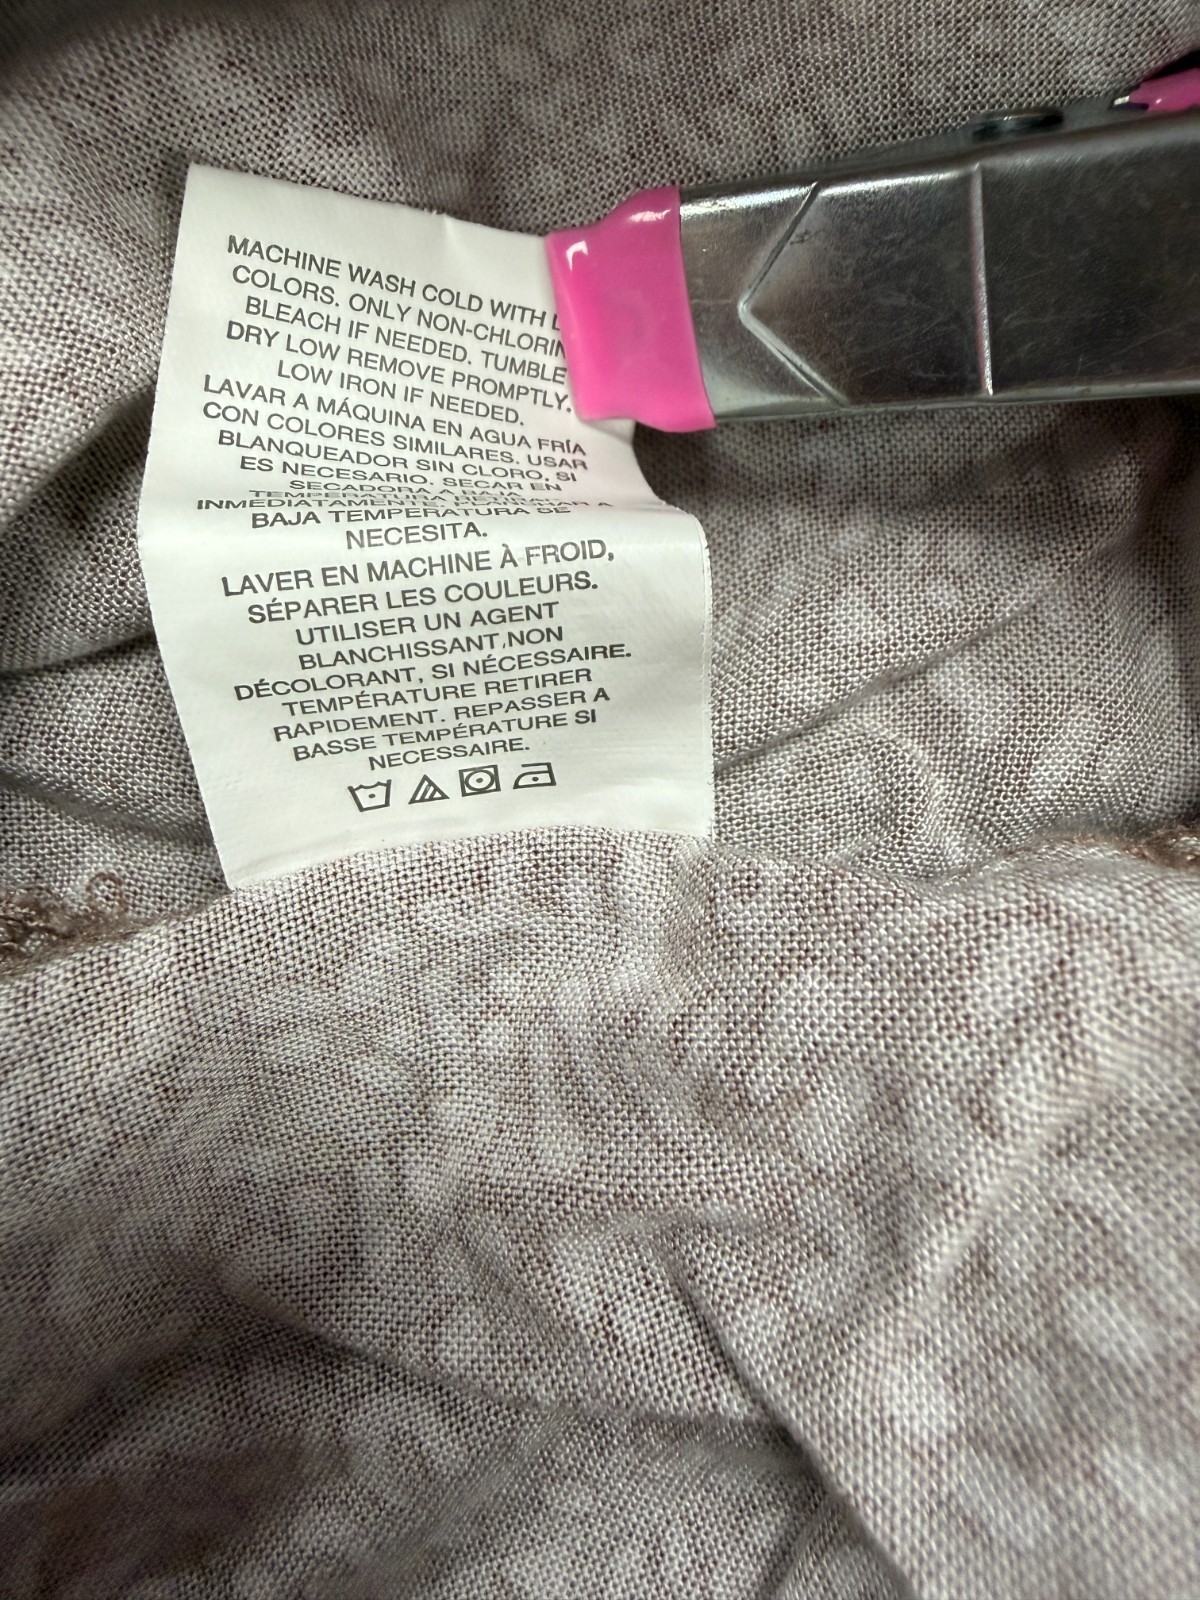 MACHINE WASH COLD WITH
COLORS. ONLY NON-CHLORIN
BLEACH IF NEEDED. TUMBLE
DRY LOW REMOVE PROMPTLY.
LOW IRON IF NEEDED.
LAVAR A MÁQUINA EN AGUA FRÍA
CON COLORES SIMILARES. USAR
BLANQUEADOR SIN CLORO, SI
ES NECESARIO. SECAR EN
SECADORA A BAJA
TEMPERATURA
INMEDIATAMENTE. A
BAJA TEMPERATURA SE
NECESITA.
LAVER EN MACHINE À FROID,
SÉPARER LES COULEURS.
UTILISER UN AGENT
BLANCHISSANT,NON
DÉCOLORANT, SI NÉCESSAIRE.
TEMPÉRATURE RETIRER
RAPIDEMENT. REPASSER A
BASSE TEMPÉRATURE SI
NECESSAIRE.